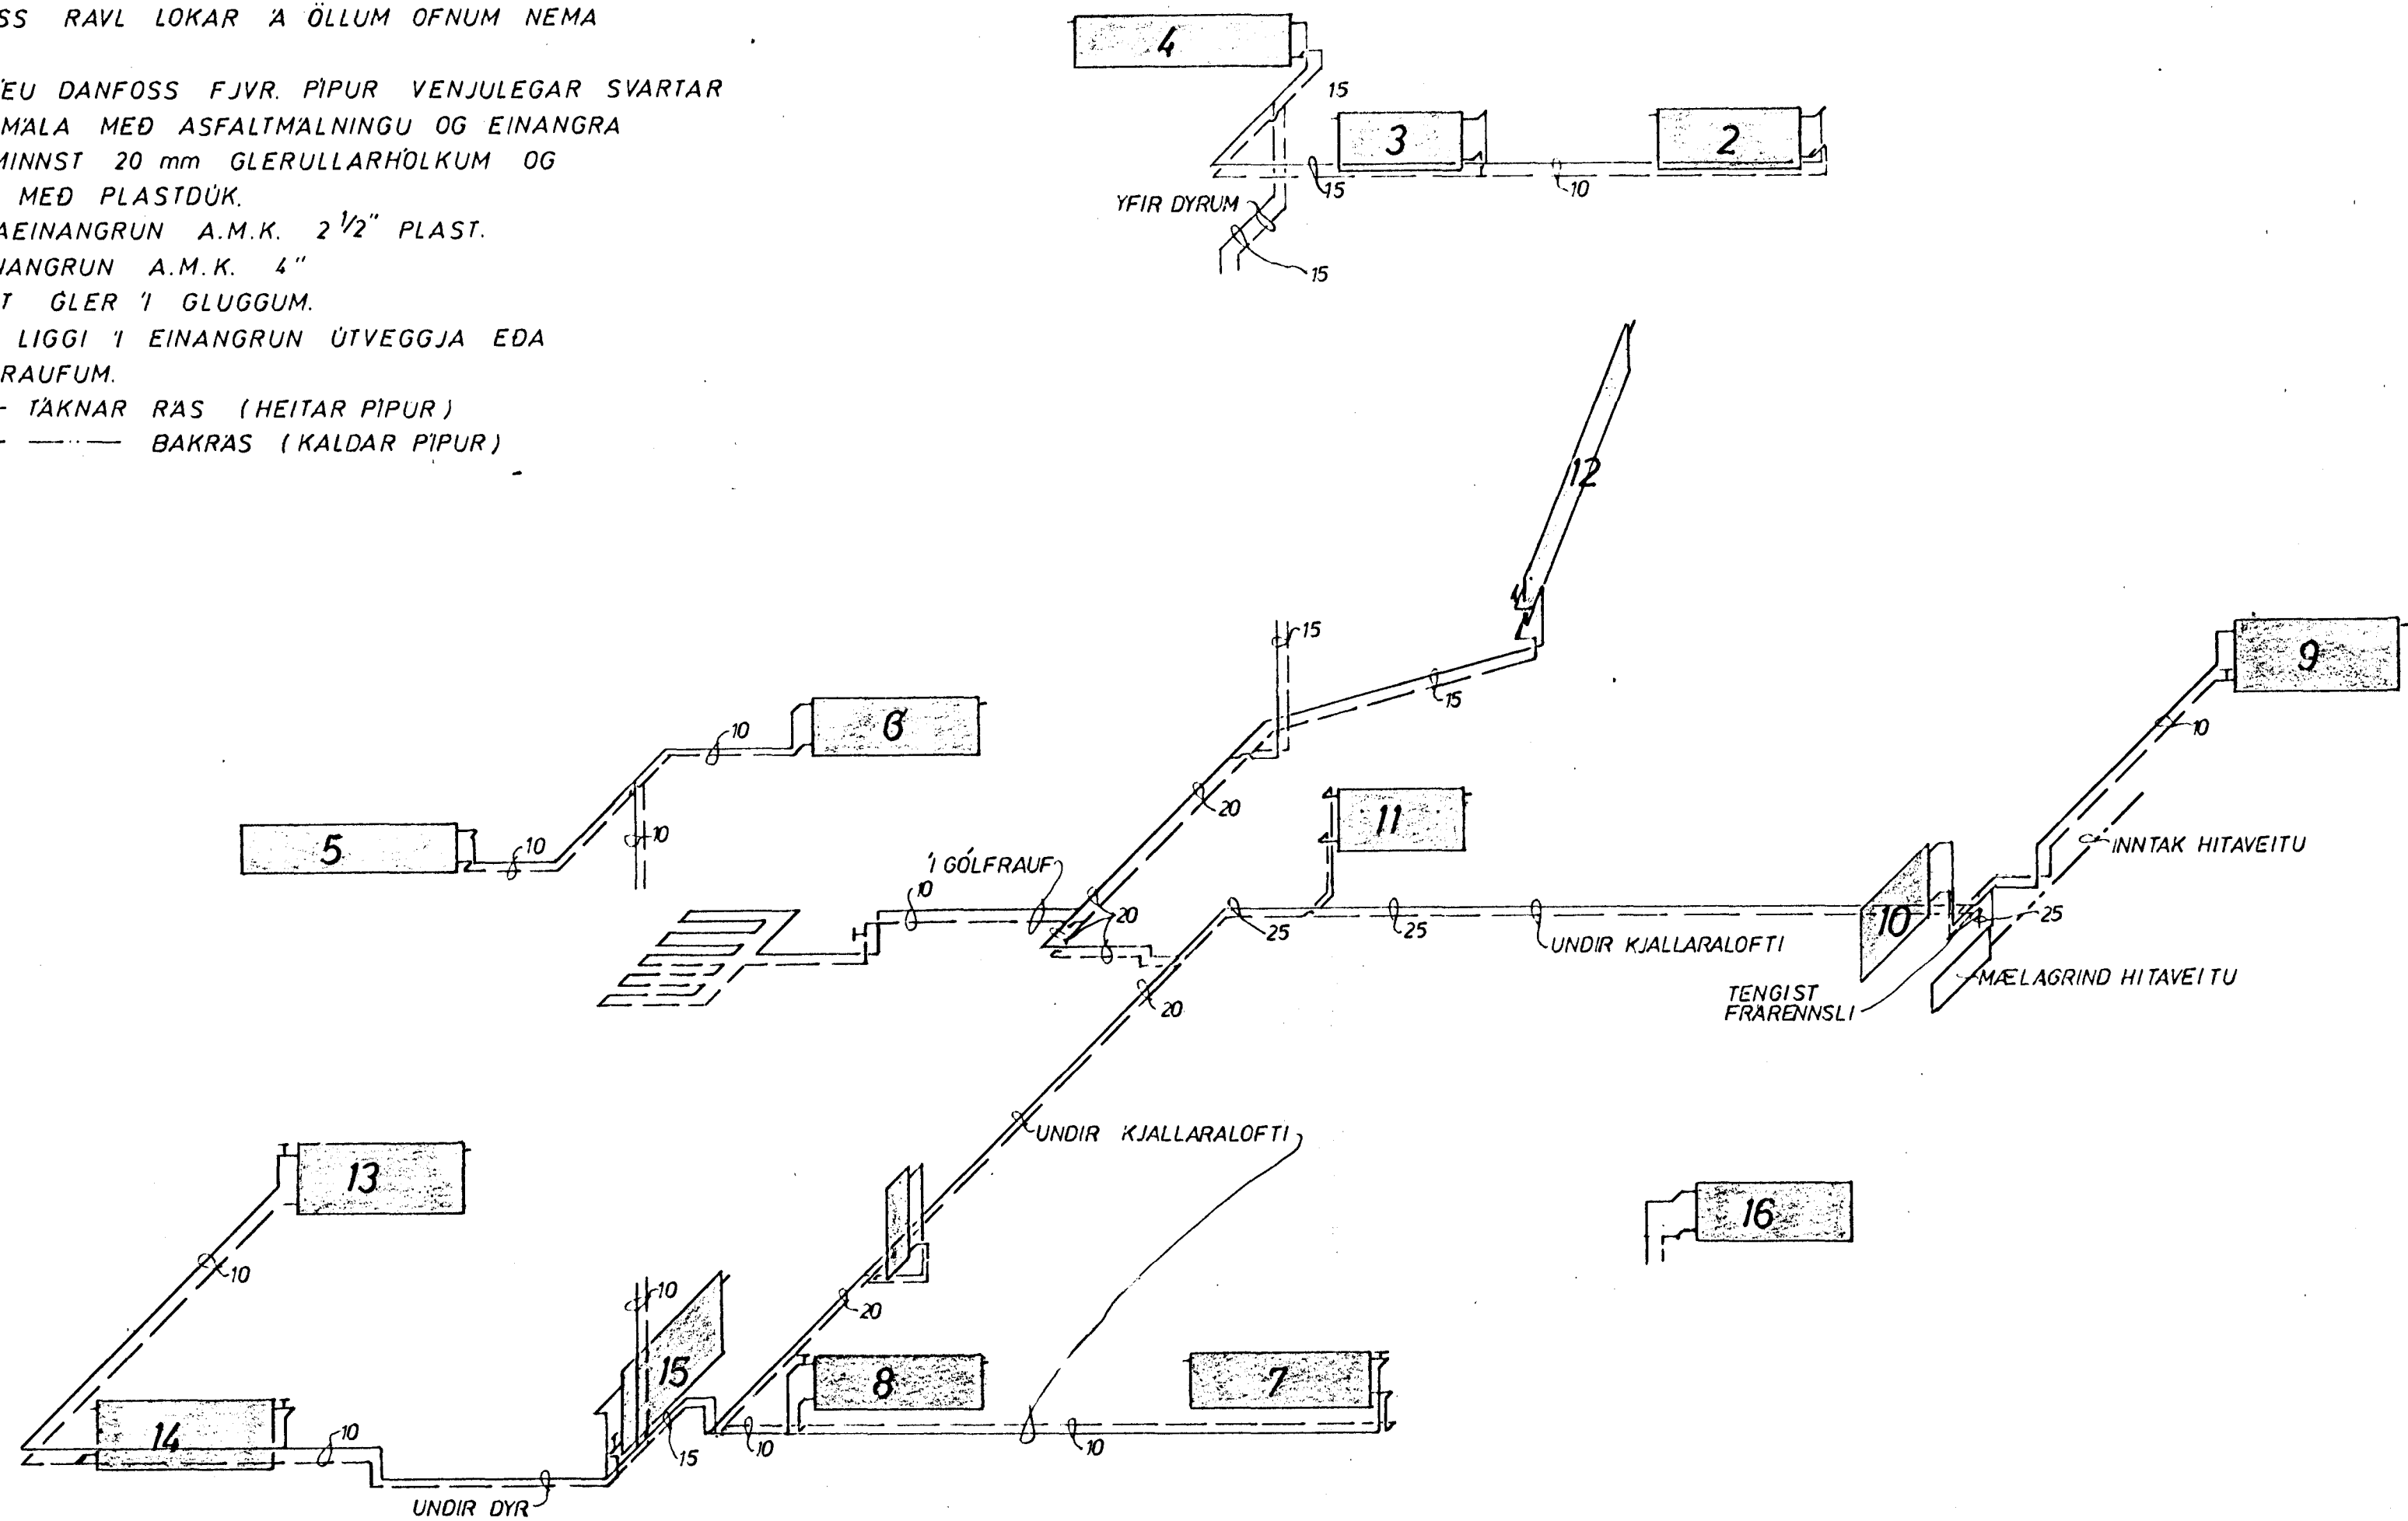 SS RAVL LOKAR Á ÖLLUM OFNUM NEMA
EU DANFOSS FJVR. PÍPUR VENJULEGAR SVARTAR
MÁLA MEÐ ASFALTMÁLNINGU OG EINANGRA
MINNST 20 mm GLERULLARHÓLKUM OG
MEÐ PLASTDÚK.
AEINANGRUN A.M.K. 2 1/2" PLAST.
NANGRUN A.M.K. 4"
T GLER Í GLUGGUM.
LIGGI Í EINANGRUN ÚTVEGGJA EÐA
RAUFUM.
- TÁKNAR RÁS (HEITAR PÍPUR)
- —··— BAKRÁS (KALDAR PÍPUR)
4
15
3
2
15
10
YFIR DYRUM
15
12
15
15
9
10
6
10
20
11
INNTAK HITAVEITU
5
10
10
Í GÓLFRAUF
10
20
25
25
UNDIR KJALLARALOFTI
10
25
MÆLAGRIND HITAVEITU
TENGIST
FRÁRENNSLI
20
UNDIR KJALLARALOFTI
13
16
10
10
20
15
8
7
14
10
15
10
10
UNDIR DYR